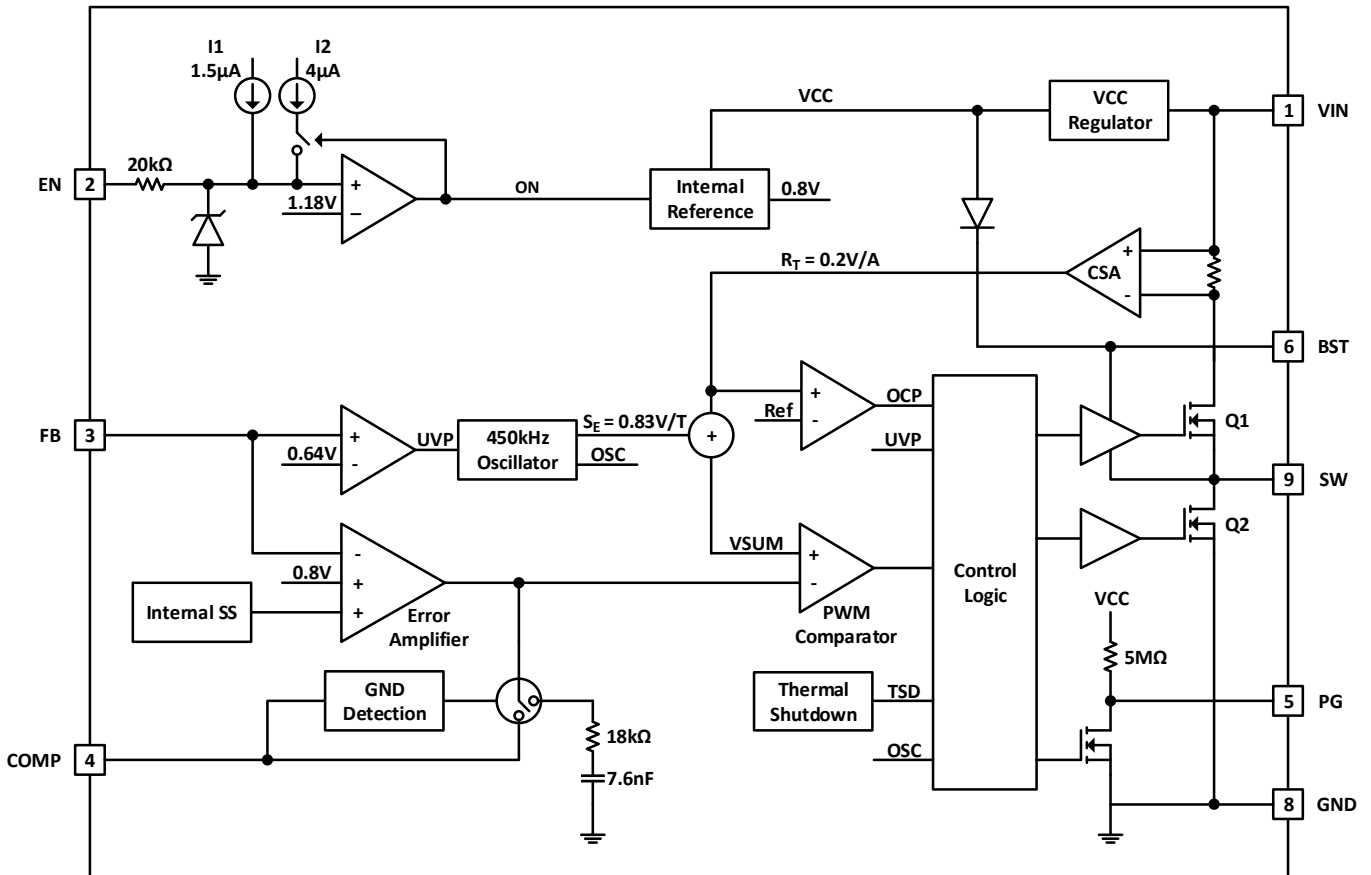 I1
1.5µA
I2
4µA
VCC
VCC
Regulator
1
VIN
20kΩ
EN
2
+
1.18V
–
ON
Internal
Reference
0.8V
R_T = 0.2V/A
CSA
+
-
6
BST
FB
3
+
0.64V
-
UVP
450kHz
Oscillator
S_E = 0.83V/T
OSC
+
+
Ref
-
OCP
UVP
Q1
9
SW
Q2
-
0.8V
+
+
Internal SS
Error
Amplifier
VSUM
+
-
PWM
Comparator
Control
Logic
VCC
5MΩ
GND
Detection
Thermal
Shutdown
TSD
5
PG
18kΩ
COMP
4
7.6nF
OSC
8
GND